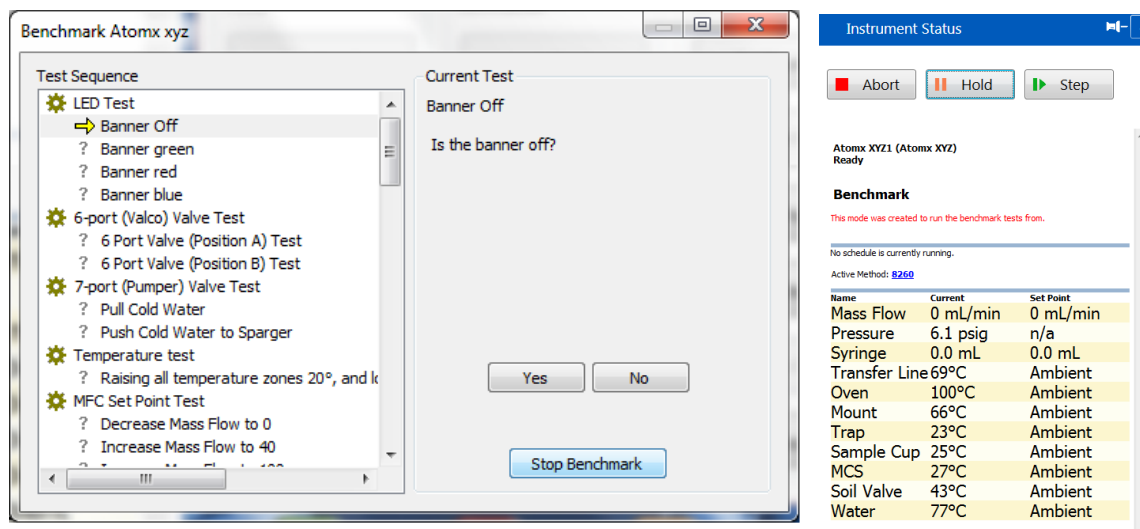 Benchmark Atomx xyz
Test Sequence
LED Test
Banner Off
? Banner green
? Banner red
? Banner blue
6-port (Valco) Valve Test
? 6 Port Valve (Position A) Test
? 6 Port Valve (Position B) Test
7-port (Pumper) Valve Test
? Pull Cold Water
? Push Cold Water to Sparger
Temperature test
? Raising all temperature zones 20°, and lo
MFC Set Point Test
? Decrease Mass Flow to 0
? Increase Mass Flow to 40
Current Test
Banner Off
Is the banner off?
Yes No
Stop Benchmark
Instrument Status
Abort Hold Step
Atomx XYZ1 (Atomx XYZ)
Ready
Benchmark
This mode was created to run the benchmark tests from.
No schedule is currently running.
Active Method: 8260
Name Current Set Point
Mass Flow 0 mL/min 0 mL/min
Pressure 6.1 psig n/a
Syringe 0.0 mL 0.0 mL
Transfer Line 69°C Ambient
Oven 100°C Ambient
Mount 66°C Ambient
Trap 23°C Ambient
Sample Cup 25°C Ambient
MCS 27°C Ambient
Soil Valve 43°C Ambient
Water 77°C Ambient